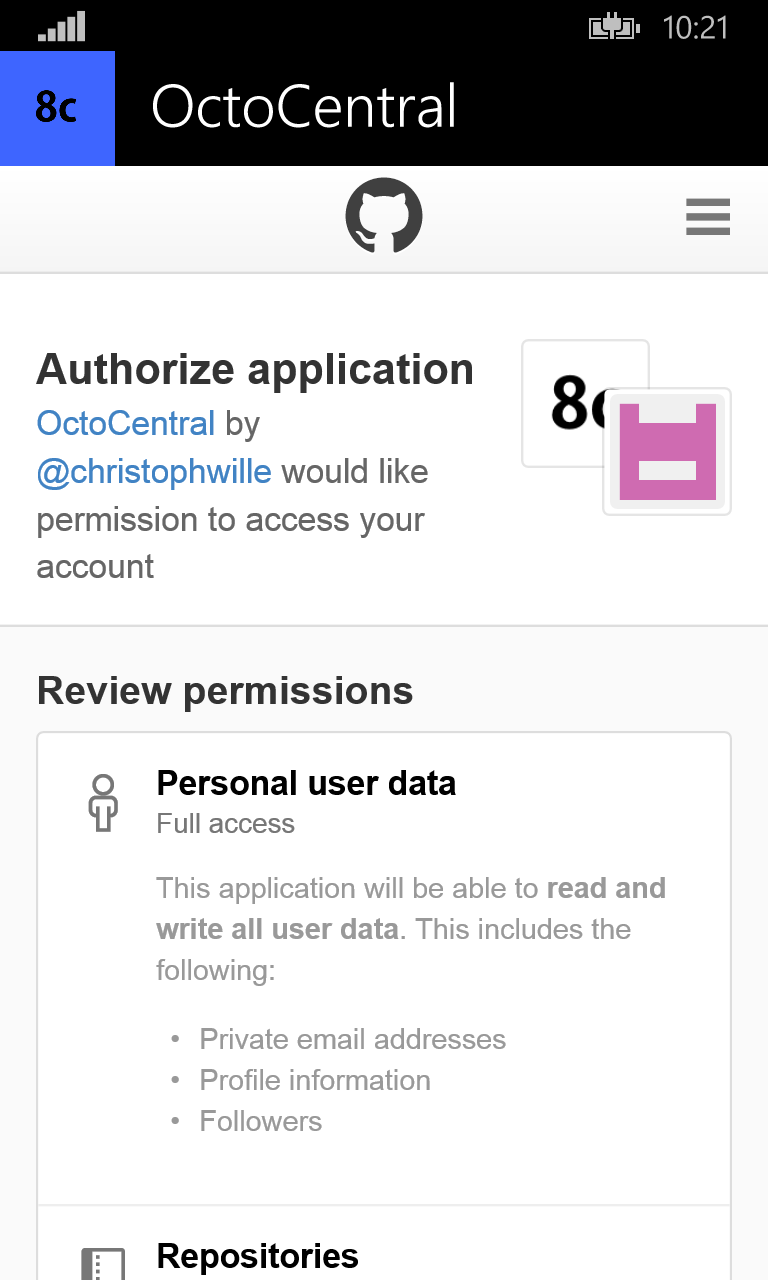 10:21
8c OctoCentral
Authorize application
8c
OctoCentral by
@christophwille would like
permission to access your
account
Review permissions
Personal user data
Full access
This application will be able to read and
write all user data. This includes the
following:
• Private email addresses
• Profile information
• Followers
Repositories